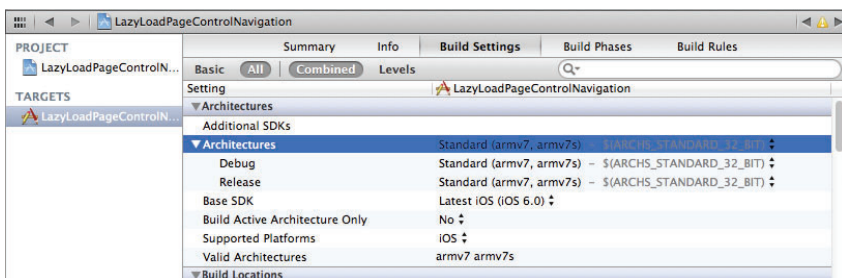 LazyLoadPageControlNavigation
PROJECT
LazyLoadPageControlN...
TARGETS
LazyLoadPageControlN...
Summary Info Build Settings Build Phases Build Rules
Basic All Combined Levels
Setting LazyLoadPageControlNavigation
Architectures
Additional SDKs
Architectures Standard (armv7, armv7s) – $(ARCHS_STANDARD_32_BIT)
Debug Standard (armv7, armv7s) – $(ARCHS_STANDARD_32_BIT)
Release Standard (armv7, armv7s) – $(ARCHS_STANDARD_32_BIT)
Base SDK Latest iOS (iOS 6.0)
Build Active Architecture Only No
Supported Platforms iOS
Valid Architectures armv7 armv7s
Build Locations